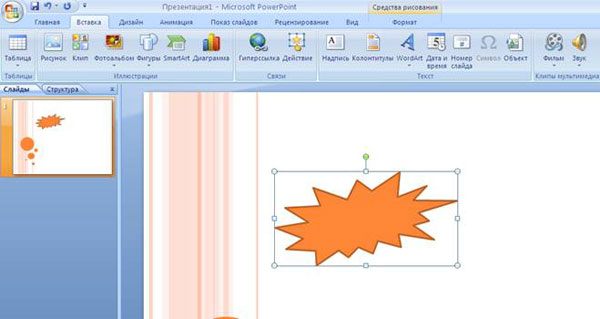 Презентация1 - Microsoft PowerPoint
Средства рисования
Главная Вставка Дизайн Анимация Показ слайдов Рецензирование Вид Формат
Таблица Рисунок Клип Фотоальбом Фигуры SmartArt Диаграмма Гиперссылка Действие Надпись Колонтитулы WordArt Дата и время Номер слайда Символ Объект Фильм Звук
Таблицы Иллюстрации Связи Текст Клипы мультимедиа
Слайды Структура
1